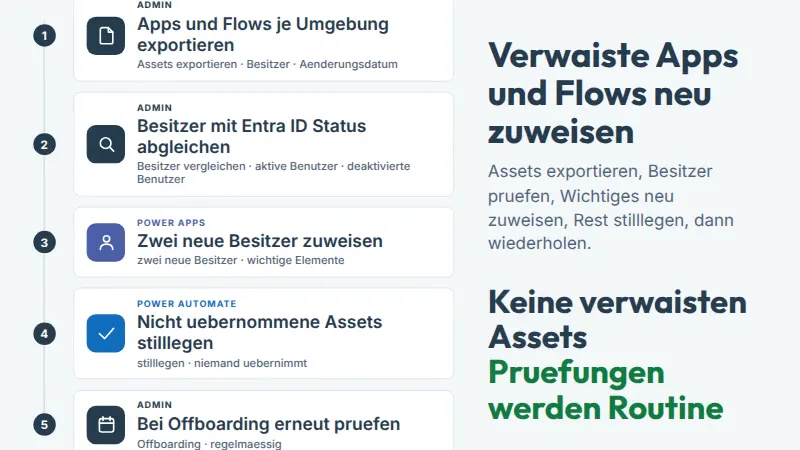 1
ADMIN
Apps und Flows je Umgebung
exportieren
Assets exportieren · Besitzer · Aenderungsdatum
2
ADMIN
Besitzer mit Entra ID Status
abgleichen
Besitzer vergleichen · aktive Benutzer · deaktivierte
Benutzer
3
POWER APPS
Zwei neue Besitzer zuweisen
zwei neue Besitzer · wichtige Elemente
4
POWER AUTOMATE
Nicht uebernommene Assets
stilllegen
stilllegen · niemand uebernimmt
5
ADMIN
Bei Offboarding erneut pruefen
Offboarding · regelmaessig
Verwaiste Apps
und Flows neu
zuweisen
Assets exportieren, Besitzer
pruefen, Wichtiges neu
zuweisen, Rest stilllegen, dann
wiederholen.
Keine verwaisten
Assets
Pruefungen
werden Routine